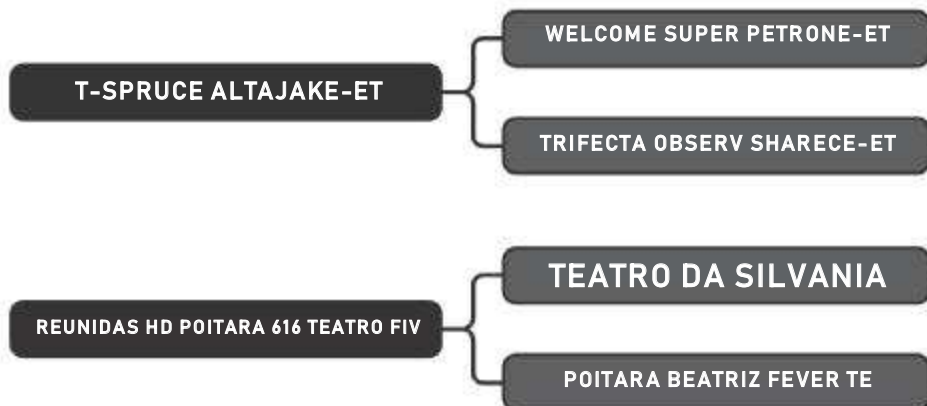 WELCOME SUPER PETRONE-ET
T-SPRUCE ALTAJAKE-ET
TRIFECTA OBSERV SHARECE-ET
TEATRO DA SILVANIA
REUNIDAS HD POITARA 616 TEATRO FIV
POITARA BEATRIZ FEVER TE